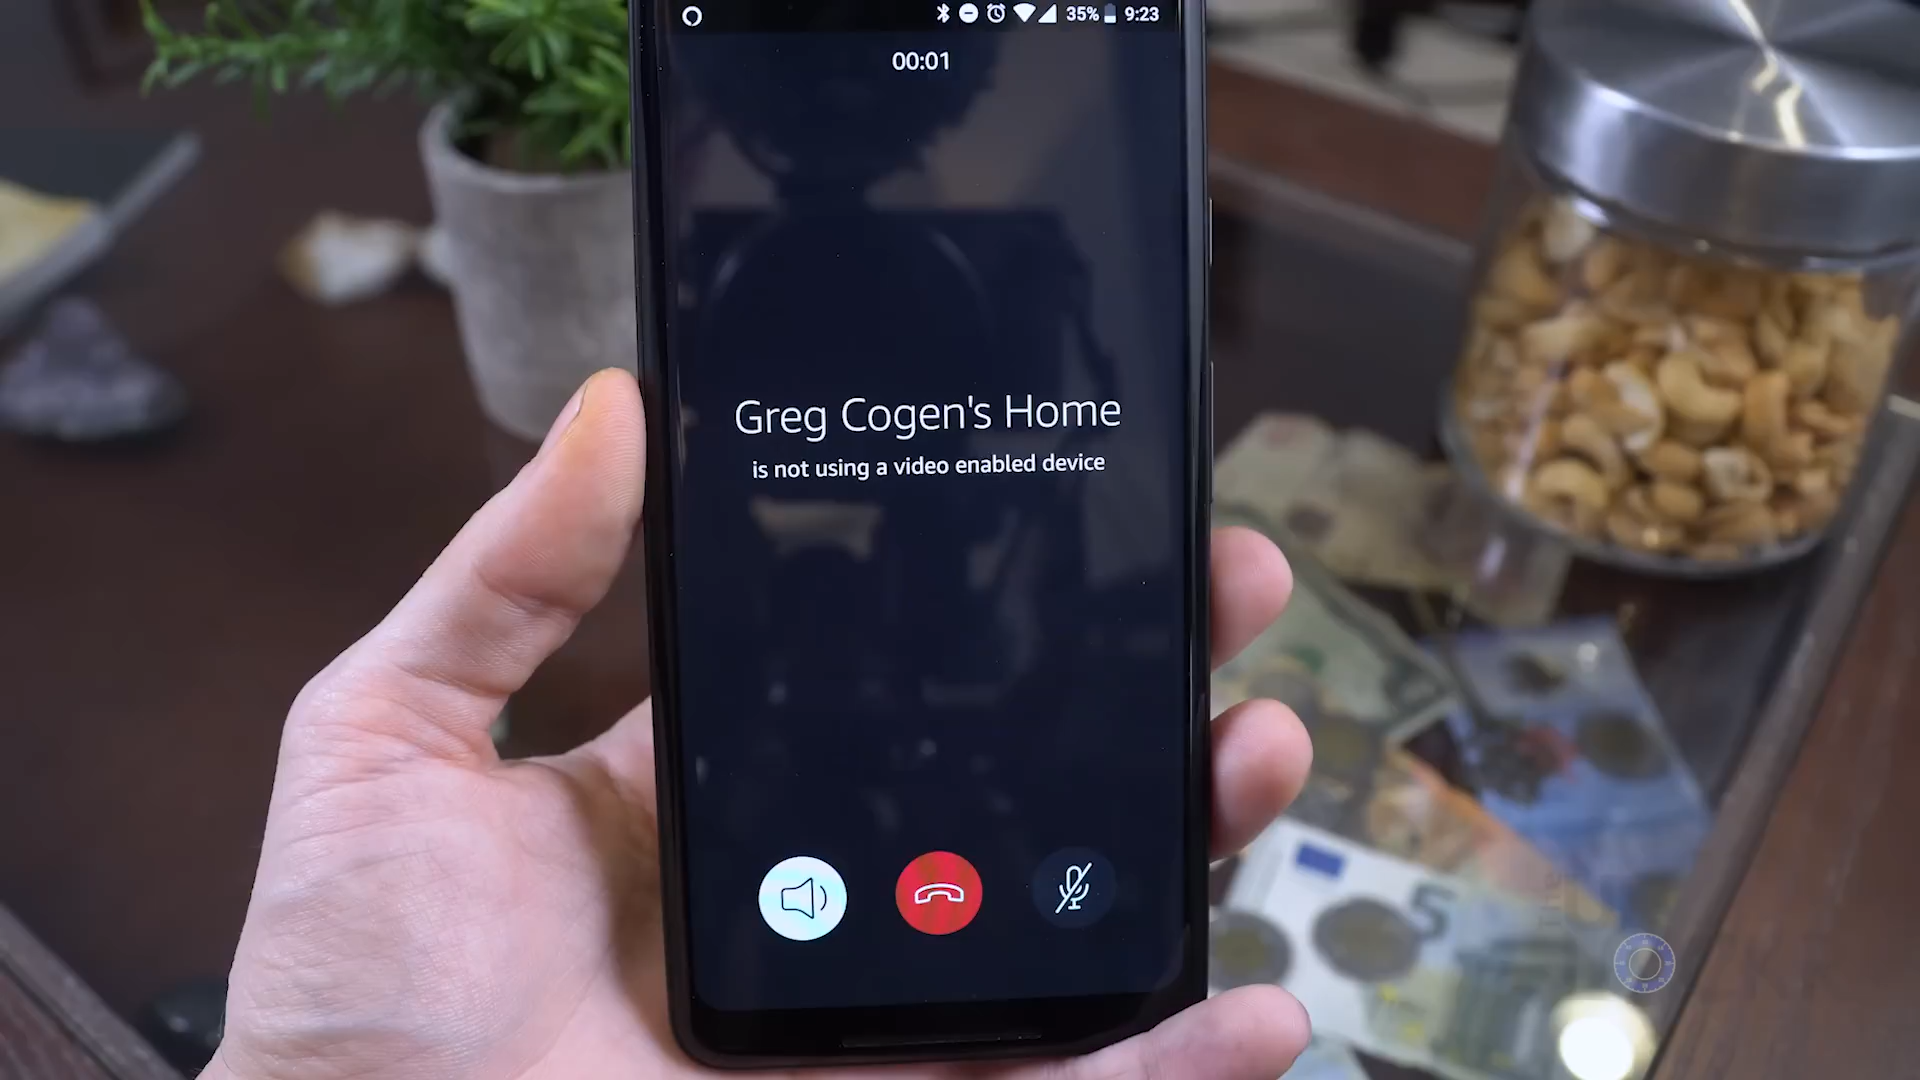 35% 9:23
00:01
Greg Cogen's Home
is not using a video enabled device
5